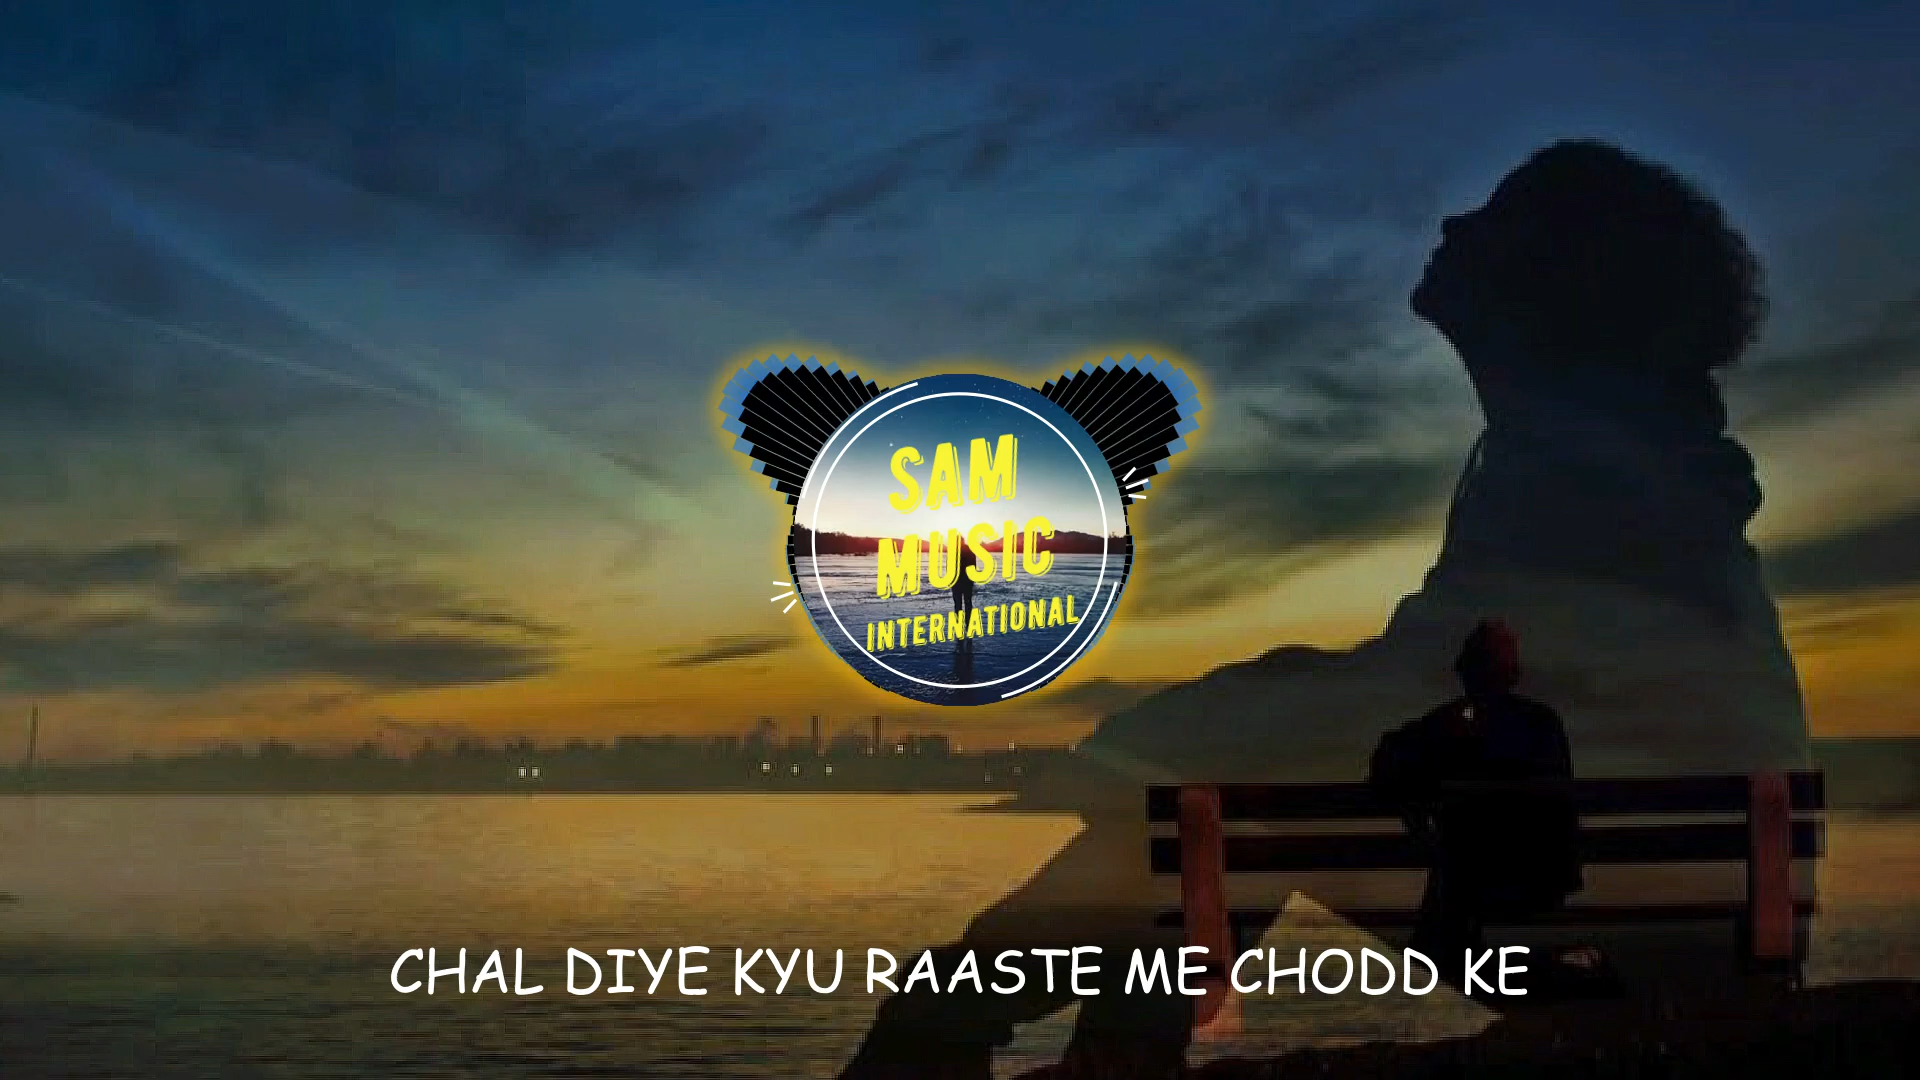 SAM
MUSIC
INTERNATIONAL
CHAL DIYE KYU RAASTE ME CHODD KE